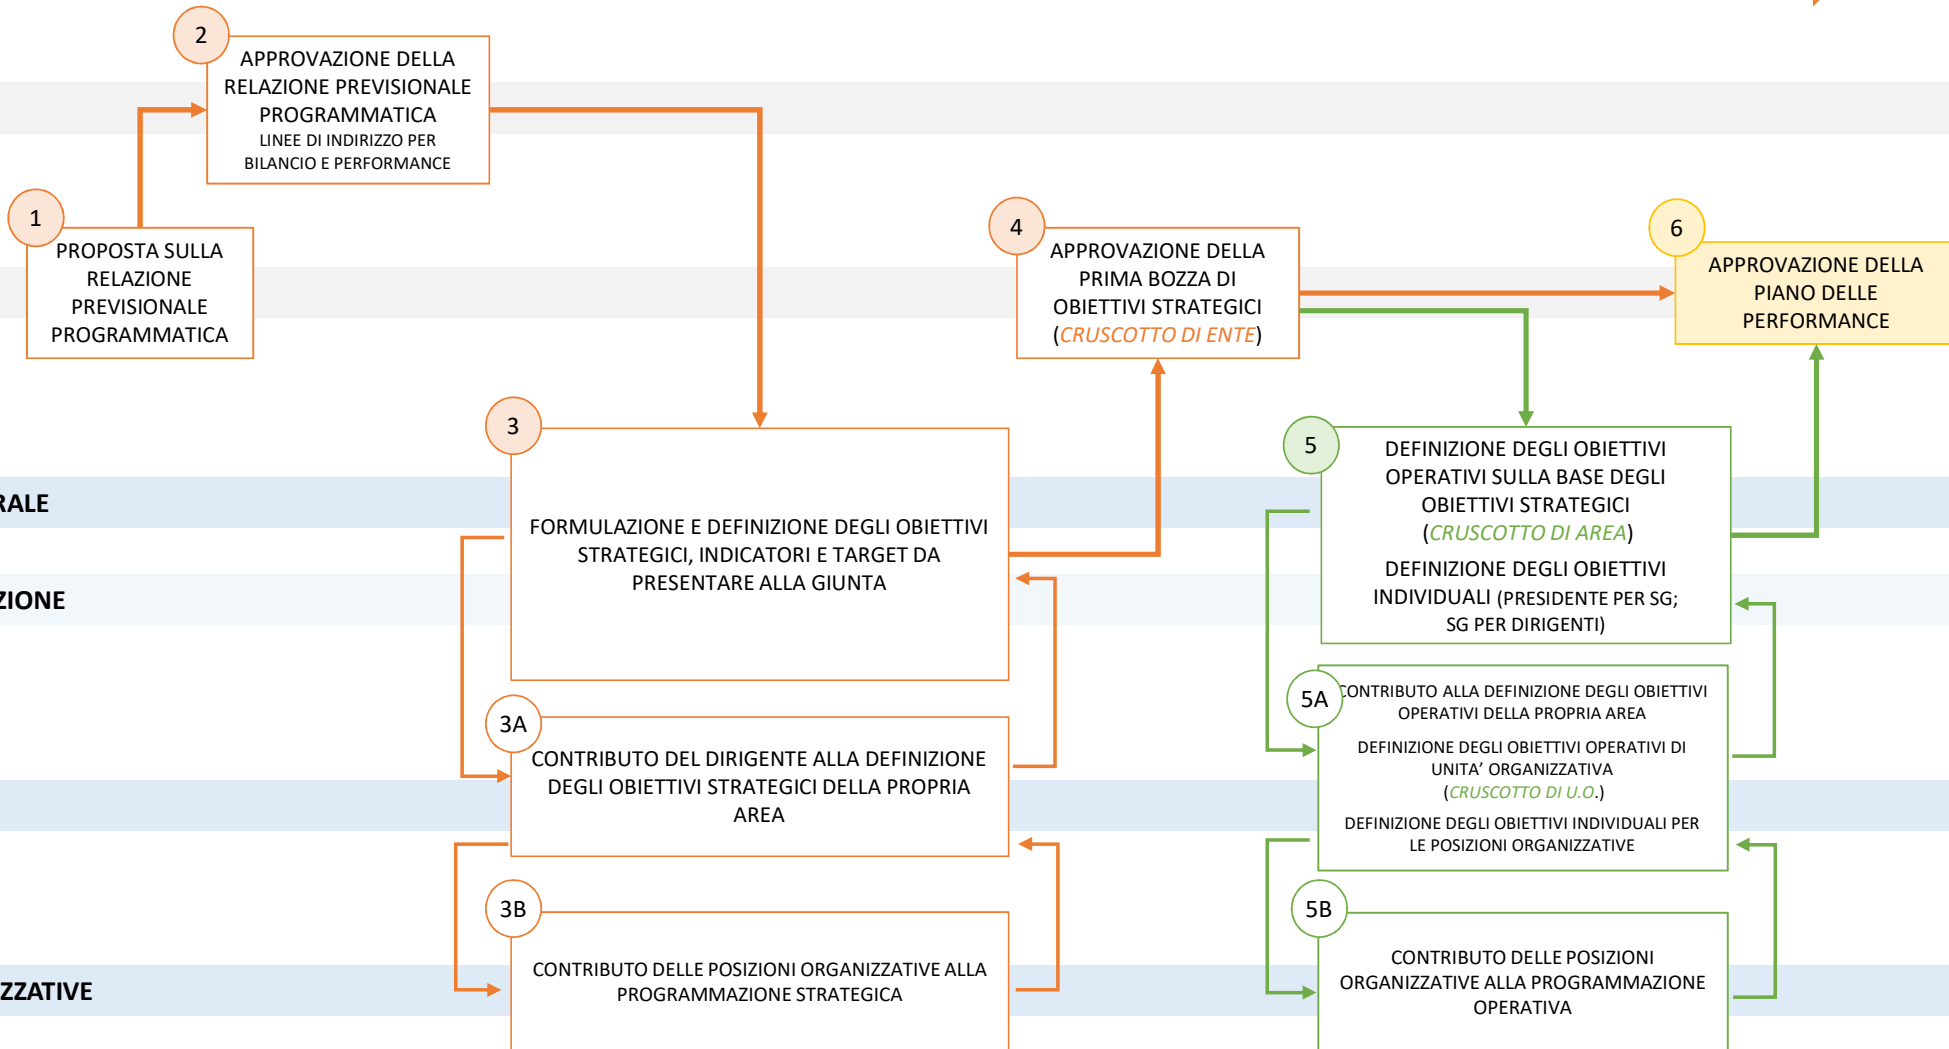 2
APPROVAZIONE DELLA
RELAZIONE PREVISIONALE
PROGRAMMATICA
LINEE DI INDIRIZZO PER
BILANCIO E PERFORMANCE
1
PROPOSTA SULLA
RELAZIONE
PREVISIONALE
PROGRAMMATICA
4
APPROVAZIONE DELLA
PRIMA BOZZA DI
OBIETTIVI STRATEGICI
(CRUSCOTTO DI ENTE)
6
APPROVAZIONE DELLA
PIANO DELLE
PERFORMANCE
RALE
ZIONE
ZZATIVE
3
FORMULAZIONE E DEFINIZIONE DEGLI OBIETTIVI
STRATEGICI, INDICATORI E TARGET DA
PRESENTARE ALLA GIUNTA
3A
CONTRIBUTO DEL DIRIGENTE ALLA DEFINIZIONE
DEGLI OBIETTIVI STRATEGICI DELLA PROPRIA
AREA
3B
CONTRIBUTO DELLE POSIZIONI ORGANIZZATIVE ALLA
PROGRAMMAZIONE STRATEGICA
5
DEFINIZIONE DEGLI OBIETTIVI
OPERATIVI SULLA BASE DEGLI
OBIETTIVI STRATEGICI
(CRUSCOTTO DI AREA)
DEFINIZIONE DEGLI OBIETTIVI
INDIVIDUALI (PRESIDENTE PER SG;
SG PER DIRIGENTI)
5A
CONTRIBUTO ALLA DEFINIZIONE DEGLI OBIETTIVI
OPERATIVI DELLA PROPRIA AREA
DEFINIZIONE DEGLI OBIETTIVI OPERATIVI DI
UNITA’ ORGANIZZATIVA
(CRUSCOTTO DI U.O.)
DEFINIZIONE DEGLI OBIETTIVI INDIVIDUALI PER
LE POSIZIONI ORGANIZZATIVE
5B
CONTRIBUTO DELLE POSIZIONI
ORGANIZZATIVE ALLA PROGRAMMAZIONE
OPERATIVA